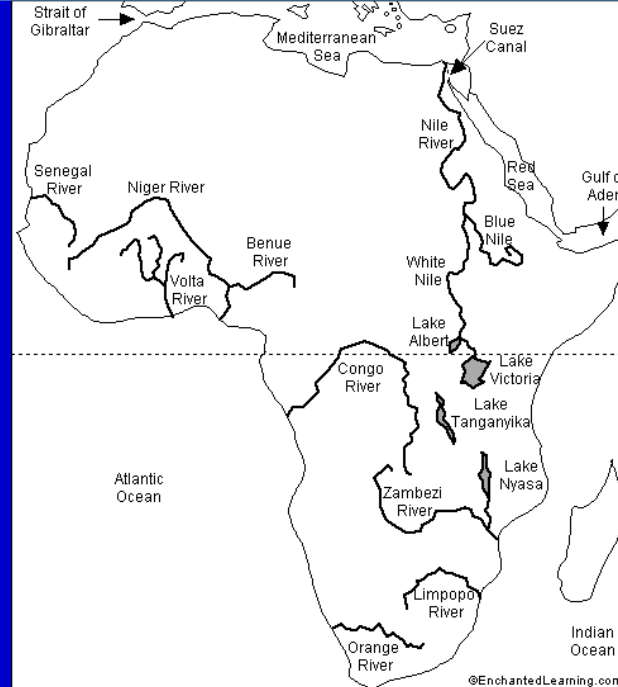 Strait of
Gibraltar
Mediterranean
Sea
Suez
Canal
Nile
River
Red
Sea
Gulf o
Aden
Senegal
River
Niger River
Benue
River
Volta
River
Blue
Nile
White
Nile
Lake
Albert
Lake
Victoria
Congo
River
Lake
Tanganyika
Atlantic
Ocean
Zambezi
River
Lake
Nyasa
Limpopo
River
Orange
River
Indian
Ocean
©EnchantedLearning.com